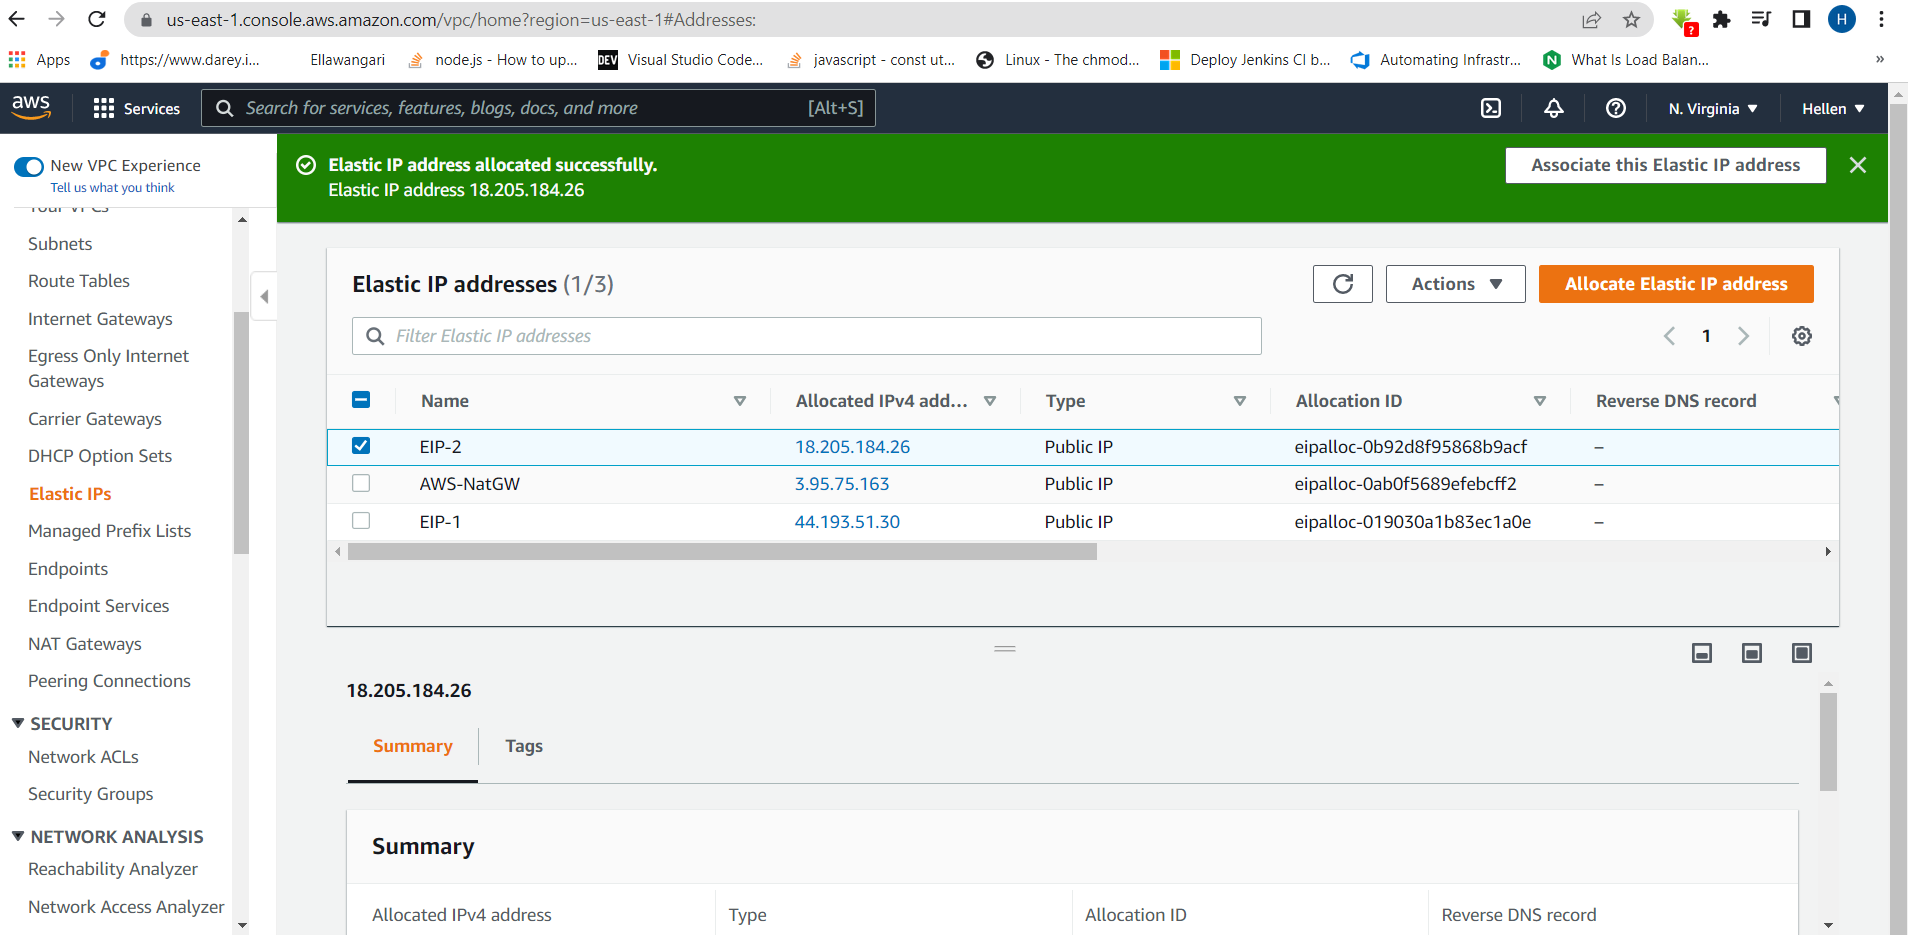 us-east-1.console.aws.amazon.com/vpc/home?region=us-east-1#Addresses:
H
?
Apps
https://www.darey.i...
Ellawangari
node.js - How to up...
DEV
Visual Studio Code...
javascript - const ut...
Linux - The chmod...
Deploy Jenkins CI b...
Automating Infrastr...
N
What Is Load Balan...
»
aws
Services
Search for services, features, blogs, docs, and more
[Alt+S]
N. Virginia
Hellen
New VPC Experience
Tell us what you think
Your VPCs
Subnets
Route Tables
Internet Gateways
Egress Only Internet
Gateways
Carrier Gateways
DHCP Option Sets
Elastic IPs
Managed Prefix Lists
Endpoints
Endpoint Services
NAT Gateways
Peering Connections
SECURITY
Network ACLs
Security Groups
NETWORK ANALYSIS
Reachability Analyzer
Network Access Analyzer
Elastic IP address allocated successfully.
Elastic IP address 18.205.184.26
Associate this Elastic IP address
Elastic IP addresses (1/3)
Actions
Allocate Elastic IP address
Filter Elastic IP addresses
1
Name Allocated IPv4 add... Type Allocation ID Reverse DNS record
EIP-2 18.205.184.26 Public IP eipalloc-0b92d8f95868b9acf –
AWS-NatGW 3.95.75.163 Public IP eipalloc-0ab0f5689efebcff2 –
EIP-1 44.193.51.30 Public IP eipalloc-019030a1b83ec1a0e –
18.205.184.26
Summary Tags
Summary
Allocated IPv4 address Type Allocation ID Reverse DNS record